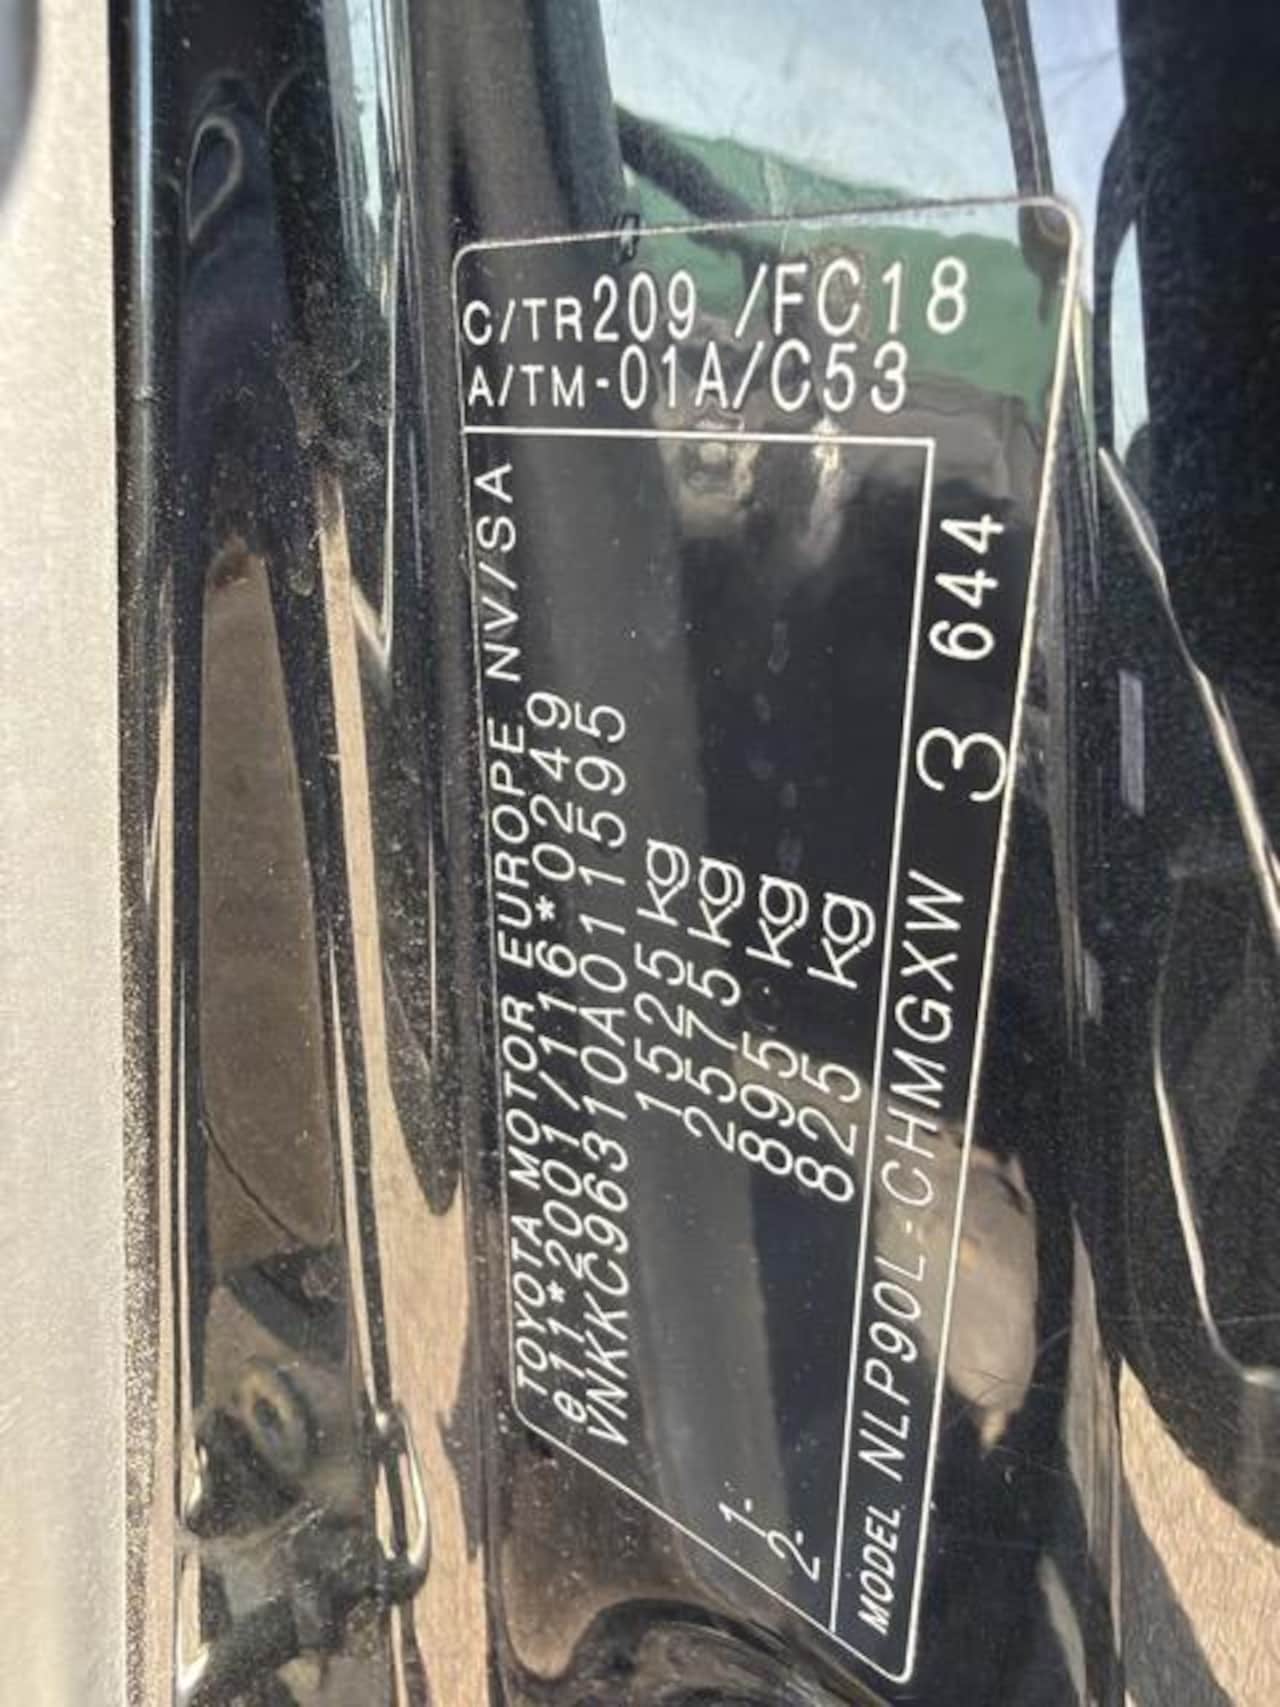 C/TR209 /FC18
A/TM-01A/C53
TOYOTA MOTOR EUROPE NV/SA
e11*2001/116*0249
VNKKC96310A011595
1525 kg
2575 kg
1- 895 kg
2- 825 kg
MODEL NLP90L-CHMGXW 3 644